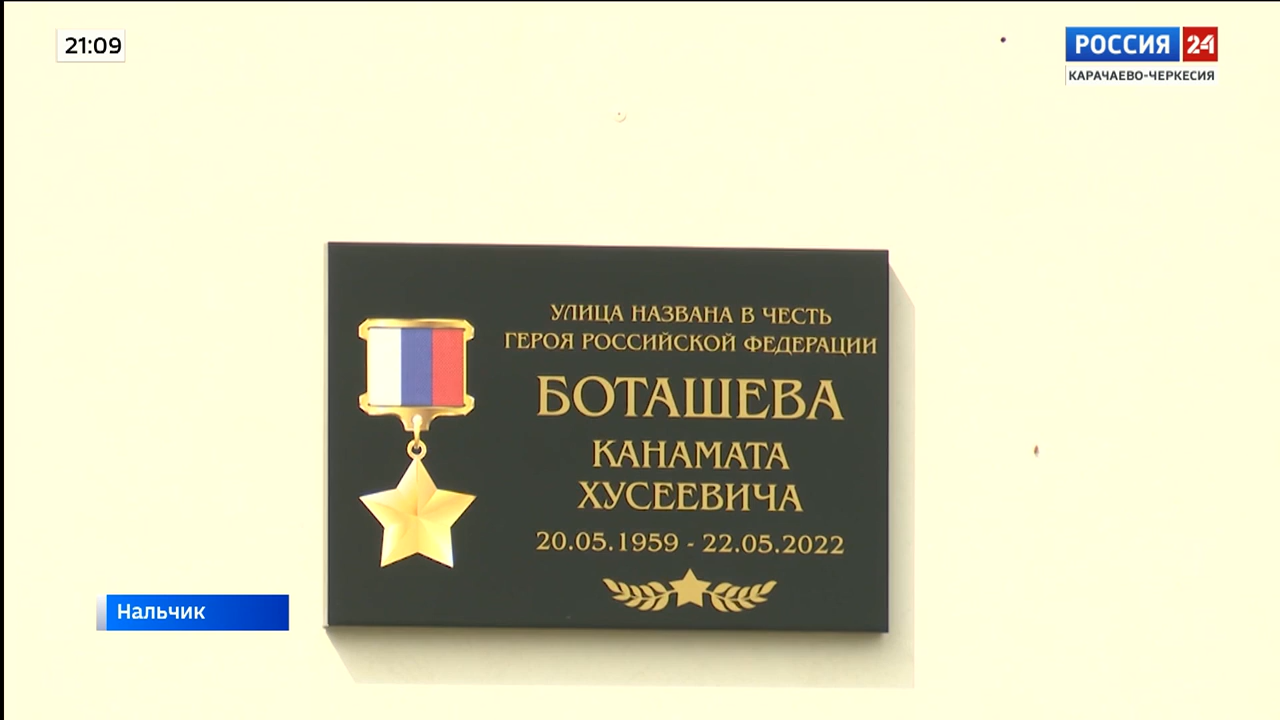 21:09
РОССИЯ 24
КАРАЧАЕВО-ЧЕРКЕСИЯ
УЛИЦА НАЗВАНА В ЧЕСТЬ
ГЕРОЯ РОССИЙСКОЙ ФЕДЕРАЦИИ
БОТАШЕВА
КАНАМАТА
ХУСЕЕВИЧА
20.05.1959 - 22.05.2022
Нальчик